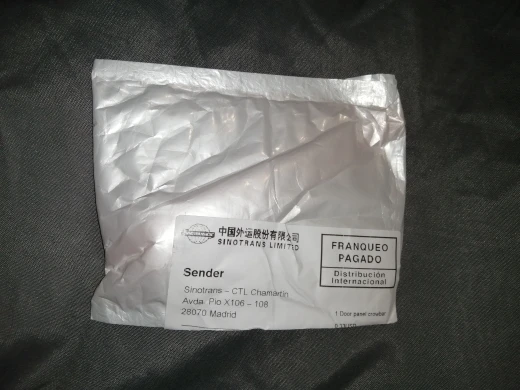 中国外运股份有限公司
SINOTRANS LIMITED
FRANQUEO
PAGADO
Distribución
Internacional
Sender
Sinotrans - CTL Chamartin
Avda. Pio X106 - 108
28070 Madrid
1 Door panel crowbar